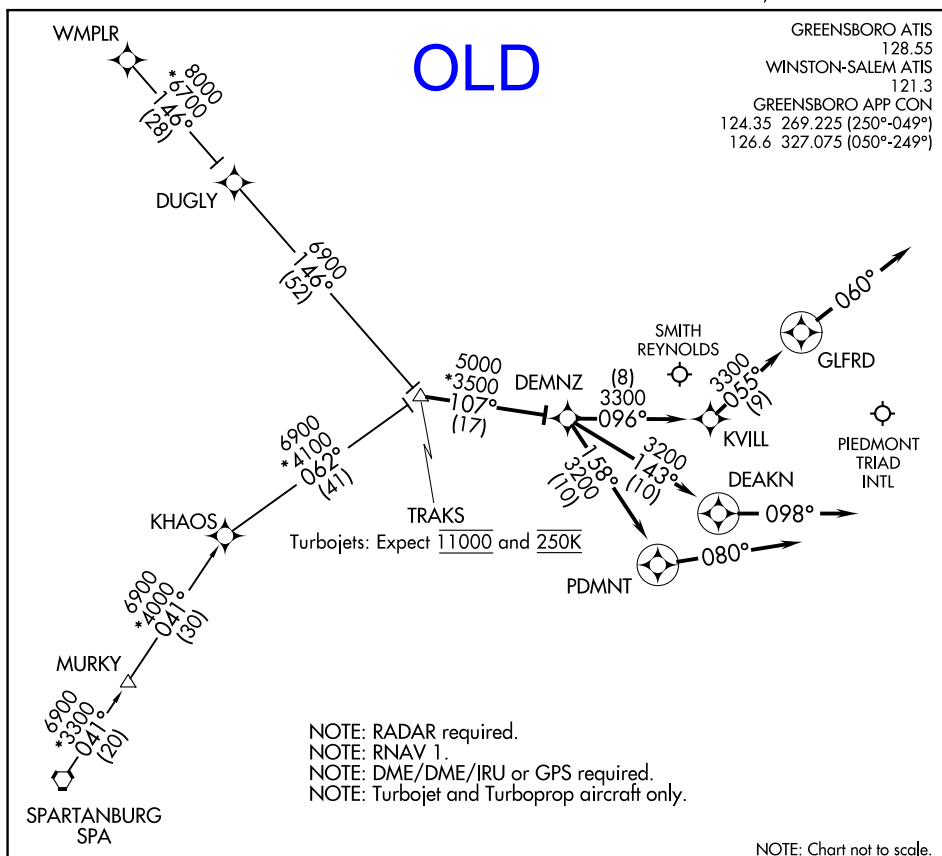 WMPLR
OLD
GREENSBORO ATIS
128.55
WINSTON-SALEM ATIS
121.3
GREENSBORO APP CON
124.35 269.225 (250°-049°)
126.6 327.075 (050°-249°)
8000
*6700
146°
(28)
DUGLY
6900
146°
(52)
060°
SMITH
REYNOLDS
GLFRD
5000
*3500
107°
(17)
DEMNZ
(8)
3300
096°
3300
055°
(9)
KVILL
PIEDMONT
TRIAD
INTL
6900
*4100
062°
(41)
3200
143°
(10)
158°
3200
(10)
DEAKN
098°
KHAOS
TRAKS
Turbojets: Expect 11000 and 250K
080°
PDMNT
6900
*4000
041°
(30)
MURKY
6900
*3300
041°
(20)
SPARTANBURG
SPA
NOTE: RADAR required.
NOTE: RNAV 1.
NOTE: DME/DME/IRU or GPS required.
NOTE: Turbojet and Turboprop aircraft only.
NOTE: Chart not to scale.